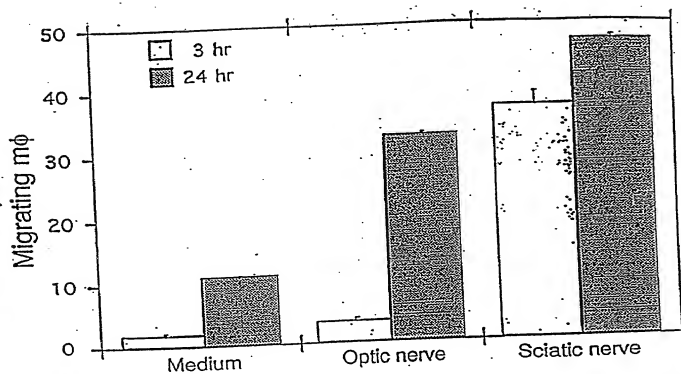 50
40
30
20
10
0
Migrating mφ
3 hr
24 hr
Medium
Optic nerve
Sciatic nerve